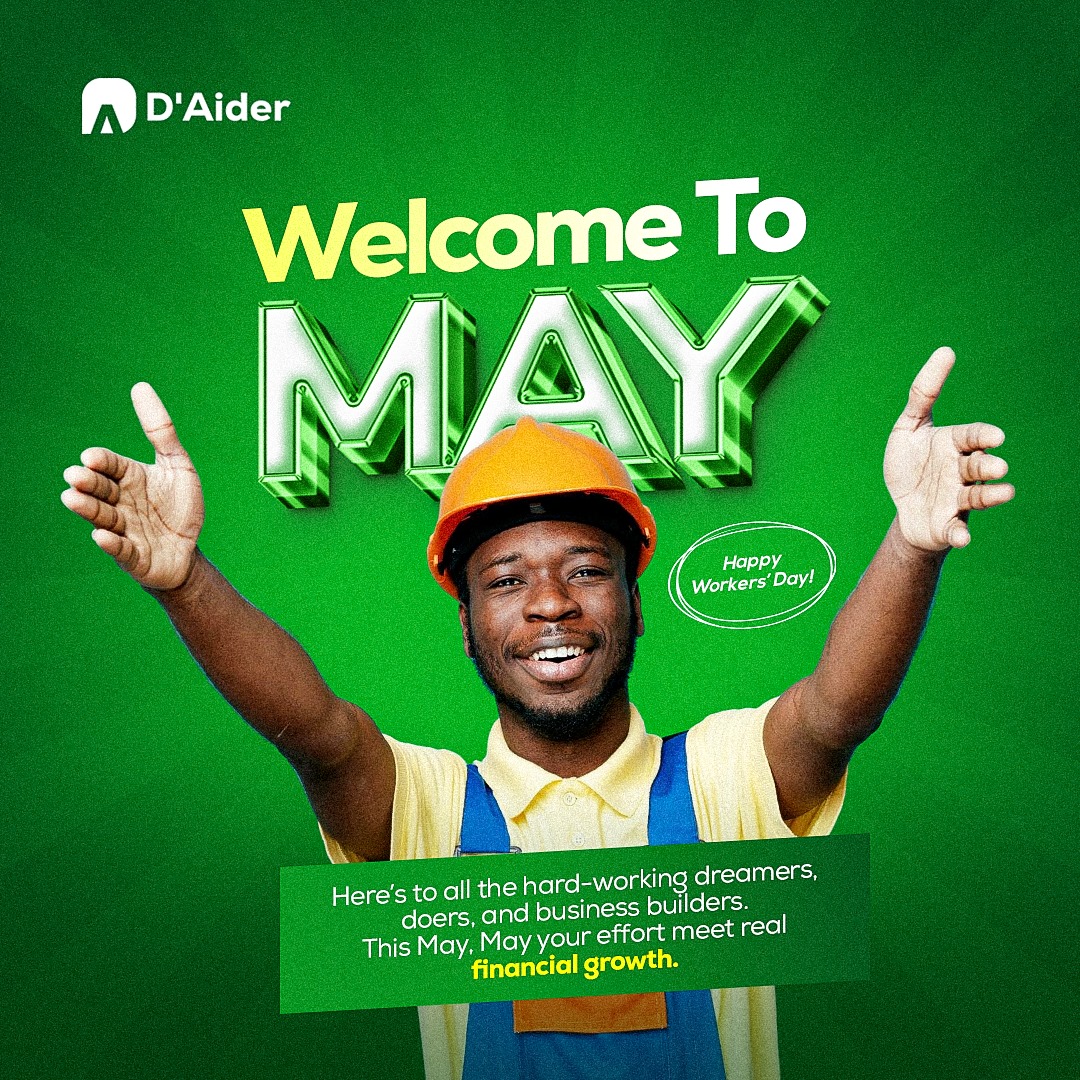 D'Aider
Welcome To
MAY
Happy
Workers' Day!
Here's to all the hard-working dreamers,
doers, and business builders.
This May, May your effort meet real
financial growth.